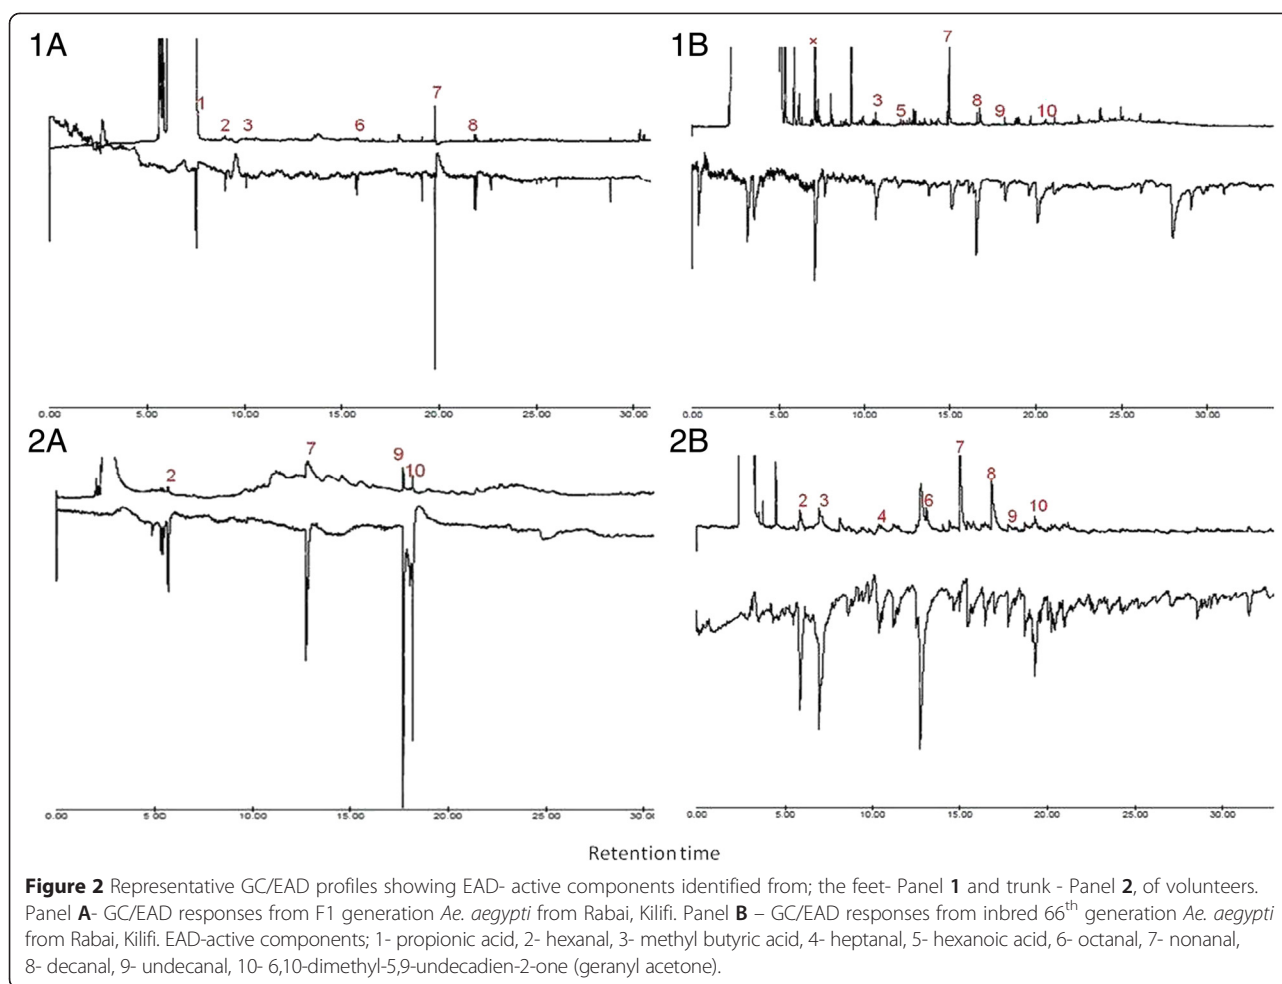 1A
1
2
3
6
7
8
0.00 5.00 10.00 15.00 20.00 25.00 30.00
1B
×
3
5
7
8
9
10
0.00 5.00 10.00 15.00 20.00 25.00 30.00
2A
2
7
9
10
0.00 5.00 10.00 15.00 20.00 25.00 30.0
2B
2
3
4
6
7
8
9
10
0.00 5.00 10.00 15.00 20.00 25.00 30.00
Retention time
Figure 2 Representative GC/EAD profiles showing EAD- active components identified from; the feet- Panel 1 and trunk - Panel 2, of volunteers.
Panel A- GC/EAD responses from F1 generation Ae. aegypti from Rabai, Kilifi. Panel B – GC/EAD responses from inbred 66th generation Ae. aegypti
from Rabai, Kilifi. EAD-active components; 1- propionic acid, 2- hexanal, 3- methyl butyric acid, 4- heptanal, 5- hexanoic acid, 6- octanal, 7- nonanal,
8- decanal, 9- undecanal, 10- 6,10-dimethyl-5,9-undecadien-2-one (geranyl acetone).